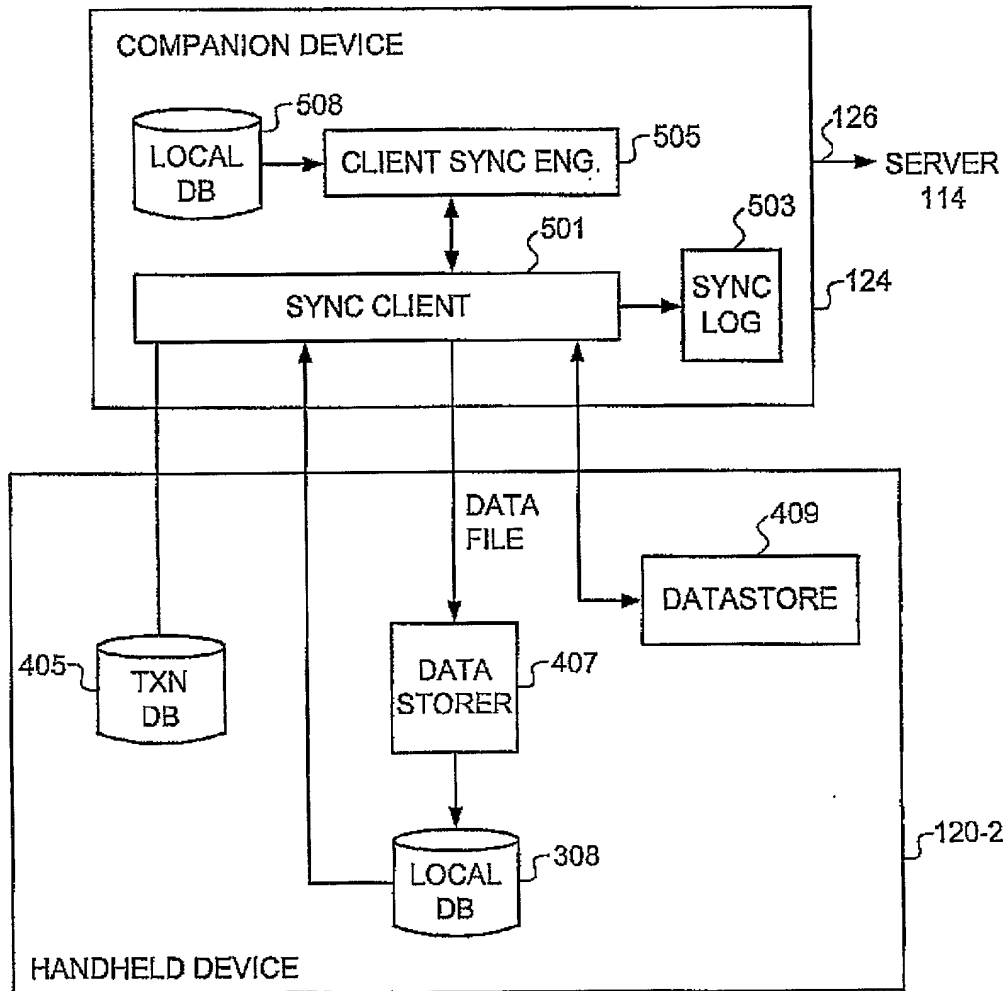 COMPANION DEVICE
508
LOCAL
DB
CLIENT SYNC ENG.
505
126
SERVER
114
501
SYNC CLIENT
503
SYNC
LOG
124
DATA
FILE
409
DATASTORE
405
TXN
DB
DATA
STORER
407
LOCAL
DB
308
120-2
HANDHELD DEVICE